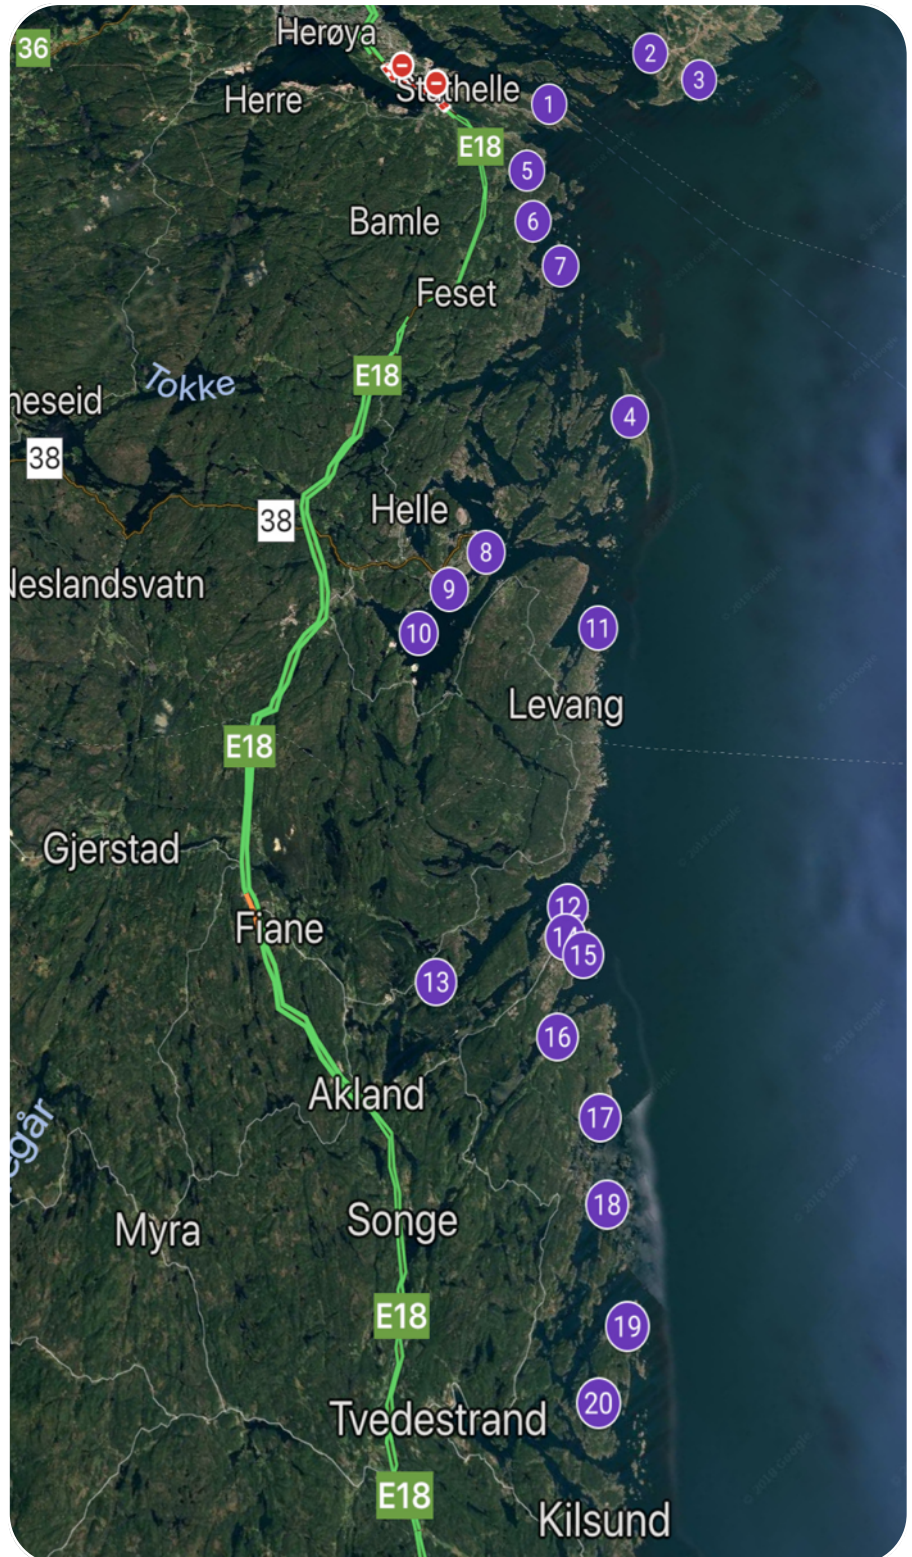 Herøya
36
2
3
Stathelle
Herre
1
E18
5
Bamle
6
7
Feset
E18
Tokke
neseid
4
38
Helle
38
8
Neslandsvatn
9
10
11
Levang
E18
Gjerstad
12
Fiane
14
15
13
16
Akland
17
egår
18
Songe
Myra
E18
19
20
Tvedestrand
E18
Kilsund